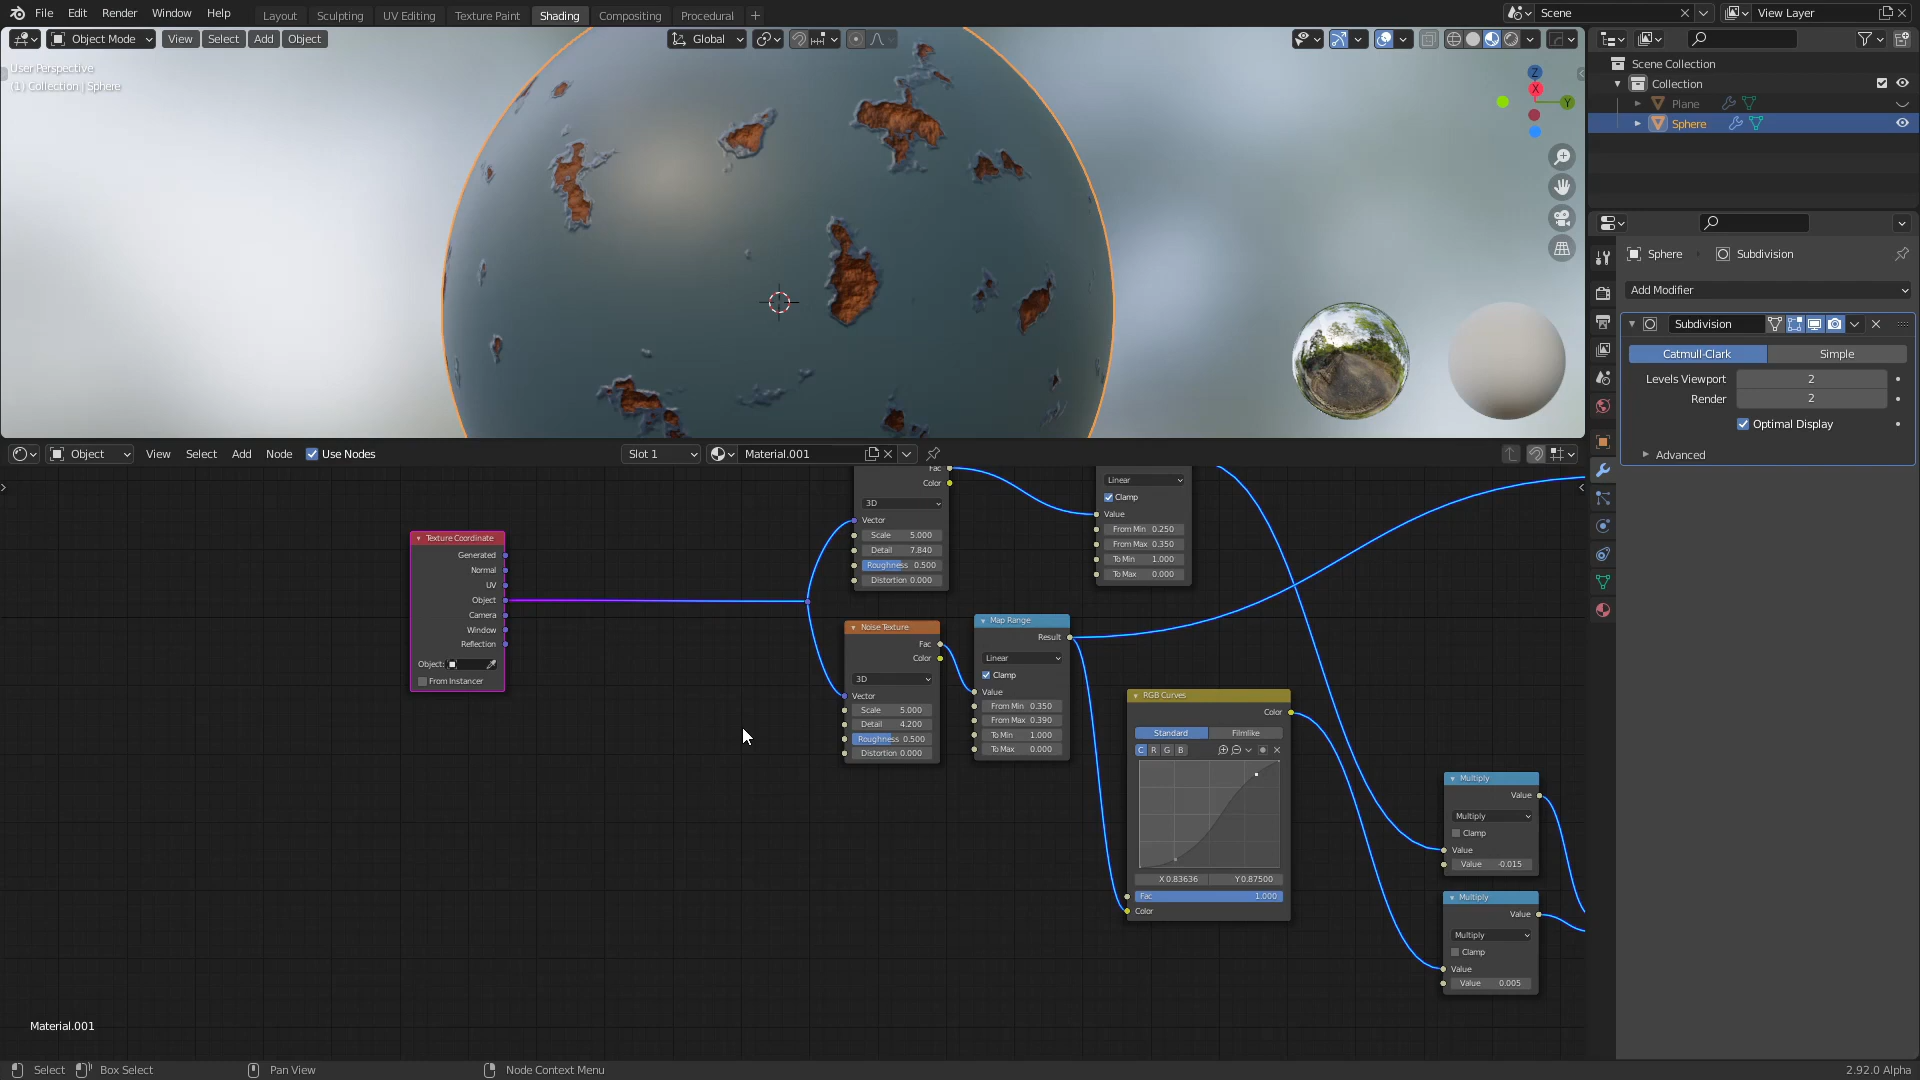 File Edit Render Window Help Layout Sculpting UV Editing Texture Paint Shading Compositing Procedural + Scene View Layer
Object Mode View Select Add Object Global
User Perspective
(1) Collection | Sphere
Z
X
Y
Scene Collection
Collection
Plane
Sphere
Sphere Subdivision
Add Modifier
Subdivision
Catmull-Clark Simple
Levels Viewport 2
Render 2
Optimal Display
Advanced
Object View Select Add Node Use Nodes Slot 1 Material.001
Texture Coordinate
Generated
Normal
UV
Object
Camera
Window
Reflection
Object:
From Instancer
Fac
Color
3D
Vector
Scale 5.000
Detail 7.840
Roughness 0.500
Distortion 0.000
Linear
Clamp
Value
From Min 0.250
From Max 0.350
To Min 1.000
To Max 0.000
Noise Texture
Fac
Color
3D
Vector
Scale 5.000
Detail 4.200
Roughness 0.500
Distortion 0.000
Map Range
Result
Linear
Clamp
Value
From Min 0.350
From Max 0.390
To Min 1.000
To Max 0.000
RGB Curves
Color
Standard Filmlike
C R G B
X 0.83636 Y 0.87500
Fac 1.000
Color
Multiply
Value
Multiply
Clamp
Value
Value -0.015
Multiply
Value
Multiply
Clamp
Value
Value 0.005
Material.001
Select Box Select Pan View Node Context Menu 2.92.0 Alpha